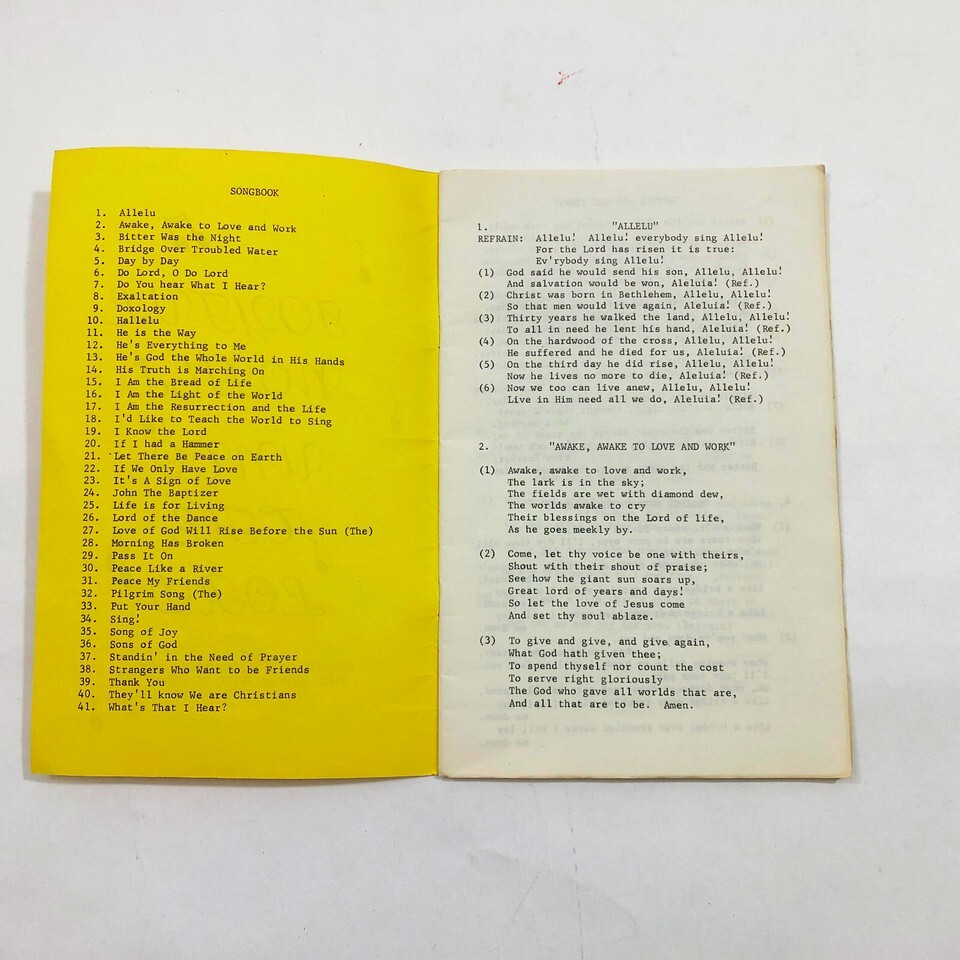 SONGBOOK
1. Allelu
2. Awake, Awake to Love and Work
3. Bitter Was the Night
4. Bridge Over Troubled Water
5. Day by Day
6. Do Lord, O Do Lord
7. Do You hear What I Hear?
8. Exaltation
9. Doxology
10. Hallelu
11. He is the Way
12. He's Everything to Me
13. He's God the Whole World in His Hands
14. His Truth is Marching On
15. I Am the Bread of Life
16. I Am the Light of the World
17. I Am the Resurrection and the Life
18. I'd Like to Teach the World to Sing
19. I Know the Lord
20. If I had a Hammer
21. Let There Be Peace on Earth
22. If We Only Have Love
23. It's A Sign of Love
24. John The Baptizer
25. Life is for Living
26. Lord of the Dance
27. Love of God Will Rise Before the Sun (The)
28. Morning Has Broken
29. Pass It On
30. Peace Like a River
31. Peace My Friends
32. Pilgrim Song (The)
33. Put Your Hand
34. Sing!
35. Song of Joy
36. Sons of God
37. Standin' in the Need of Prayer
38. Strangers Who Want to be Friends
39. Thank You
40. They'll know We are Christians
41. What's That I Hear?
1. "ALLELU"
REFRAIN: Allelu! Allelu! everybody sing Allelu!
For the Lord has risen it is true:
Ev'rybody sing Allelu!
(1) God said he would send his son, Allelu, Allelu!
And salvation would be won, Aleluia! (Ref.)
(2) Christ was born in Bethlehem, Allelu, Allelu!
So that men would live again, Aleluia! (Ref.)
(3) Thirty years he walked the land, Allelu, Allelu!
To all in need he lent his hand, Aleluia! (Ref.)
(4) On the hardwood of the cross, Allelu, Allelu!
He suffered and he died for us, Aleluia! (Ref.)
(5) On the third day he did rise, Allelu, Allelu!
Now he lives no more to die, Aleluia! (Ref.)
(6) Now we too can live anew, Allelu, Allelu!
Live in Him need all we do, Aleluia! (Ref.)
2. "AWAKE, AWAKE TO LOVE AND WORK"
(1) Awake, awake to love and work,
The lark is in the sky;
The fields are wet with diamond dew,
The worlds awake to cry
Their blessings on the Lord of life,
As he goes meekly by.
(2) Come, let thy voice be one with theirs,
Shout with their shout of praise;
See how the giant sun soars up,
Great lord of years and days!
So let the love of Jesus come
And set thy soul ablaze.
(3) To give and give, and give again,
What God hath given thee;
To spend thyself nor count the cost
To serve right gloriously
The God who gave all worlds that are,
And all that are to be. Amen.